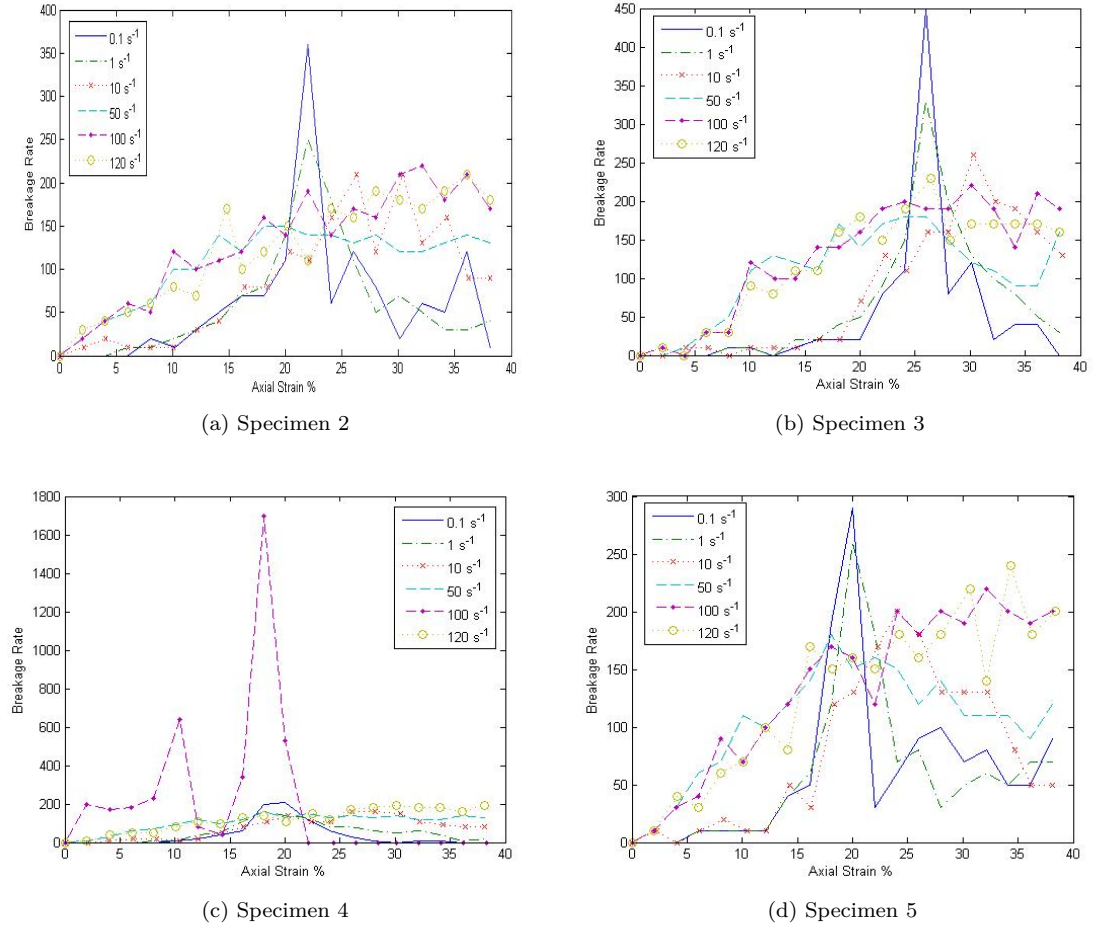 400
350
300
250
200
150
100
50
0
Breakage Rate
0.1 s-1
1 s-1
10 s-1
50 s-1
100 s-1
120 s-1
0 5 10 15 20 25 30 35 40
Axial Strain %
(a) Specimen 2
450
400
350
300
250
200
150
100
50
0
Breakage Rate
0.1 s-1
1 s-1
10 s-1
50 s-1
100 s-1
120 s-1
0 5 10 15 20 25 30 35 40
Axial Strain %
(b) Specimen 3
1800
1600
1400
1200
1000
800
600
400
200
0
Breakage Rate
0.1 s-1
1 s-1
10 s-1
50 s-1
100 s-1
120 s-1
0 5 10 15 20 25 30 35 40
Axial Strain %
(c) Specimen 4
300
250
200
150
100
50
0
Breakage Rate
0.1 s-1
1 s-1
10 s-1
50 s-1
100 s-1
120 s-1
0 5 10 15 20 25 30 35 40
Axial Strain %
(d) Specimen 5